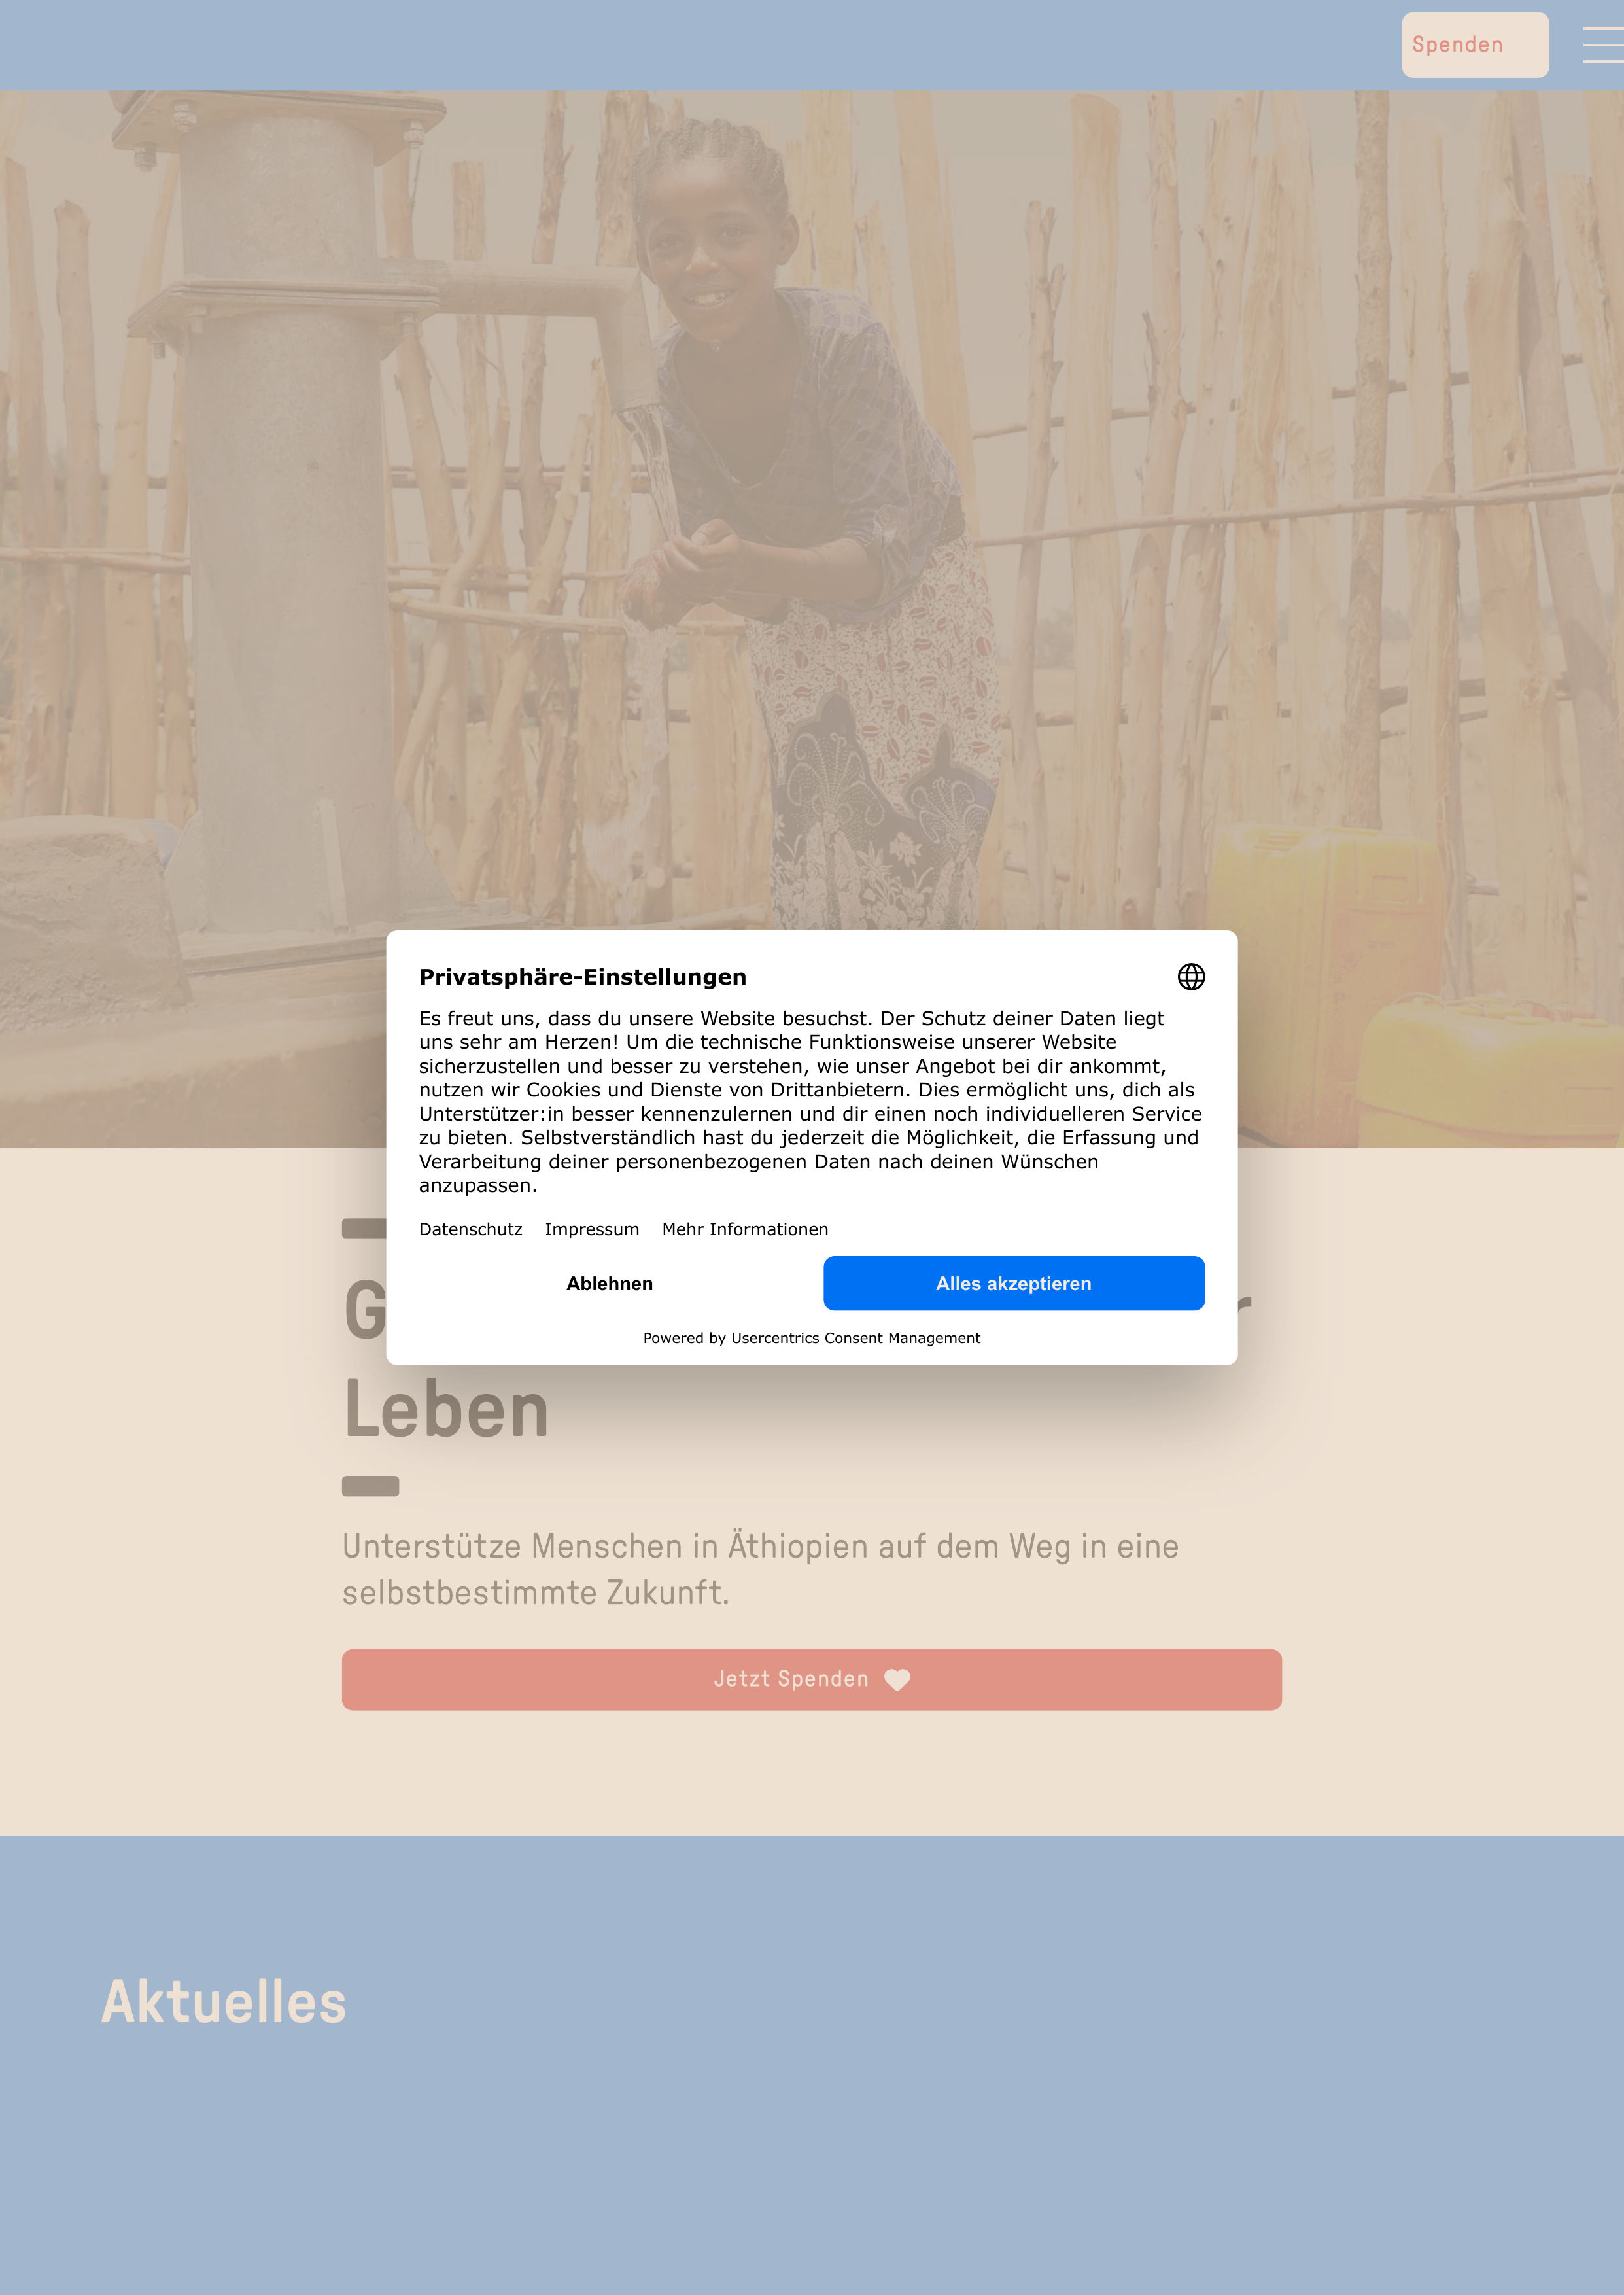 Spenden
Privatsphäre-Einstellungen
Es freut uns, dass du unsere Website besuchst. Der Schutz deiner Daten liegt
uns sehr am Herzen! Um die technische Funktionsweise unserer Website
sicherzustellen und besser zu verstehen, wie unser Angebot bei dir ankommt,
nutzen wir Cookies und Dienste von Drittanbietern. Dies ermöglicht uns, dich als
Unterstützer:in besser kennenzulernen und dir einen noch individuelleren Service
zu bieten. Selbstverständlich hast du jederzeit die Möglichkeit, die Erfassung und
Verarbeitung deiner personenbezogenen Daten nach deinen Wünschen
anzupassen.
Datenschutz Impressum Mehr Informationen
Ablehnen Alles akzeptieren
Powered by Usercentrics Consent Management
Leben
Unterstütze Menschen in Äthiopien auf dem Weg in eine
selbstbestimmte Zukunft.
Jetzt Spenden
Aktuelles